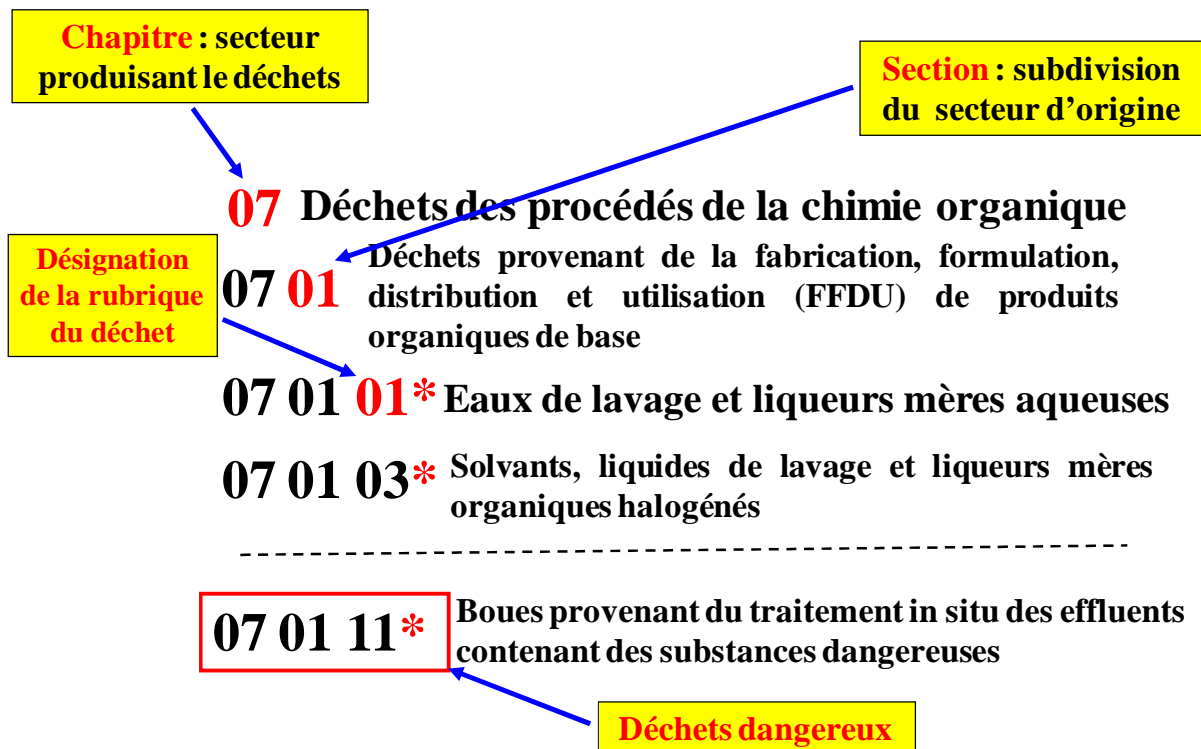 Chapitre : secteur
produisant le déchets
Section : subdivision
du secteur d'origine
07 Déchets des procédés de la chimie organique
Désignation
de la rubrique
du déchet
07 01 Déchets provenant de la fabrication, formulation,
distribution et utilisation (FFDU) de produits
organiques de base
07 01 01* Eaux de lavage et liqueurs mères aqueuses
07 01 03* Solvants, liquides de lavage et liqueurs mères
organiques halogénés
07 01 11* Boues provenant du traitement in situ des effluents
contenant des substances dangereuses
Déchets dangereux